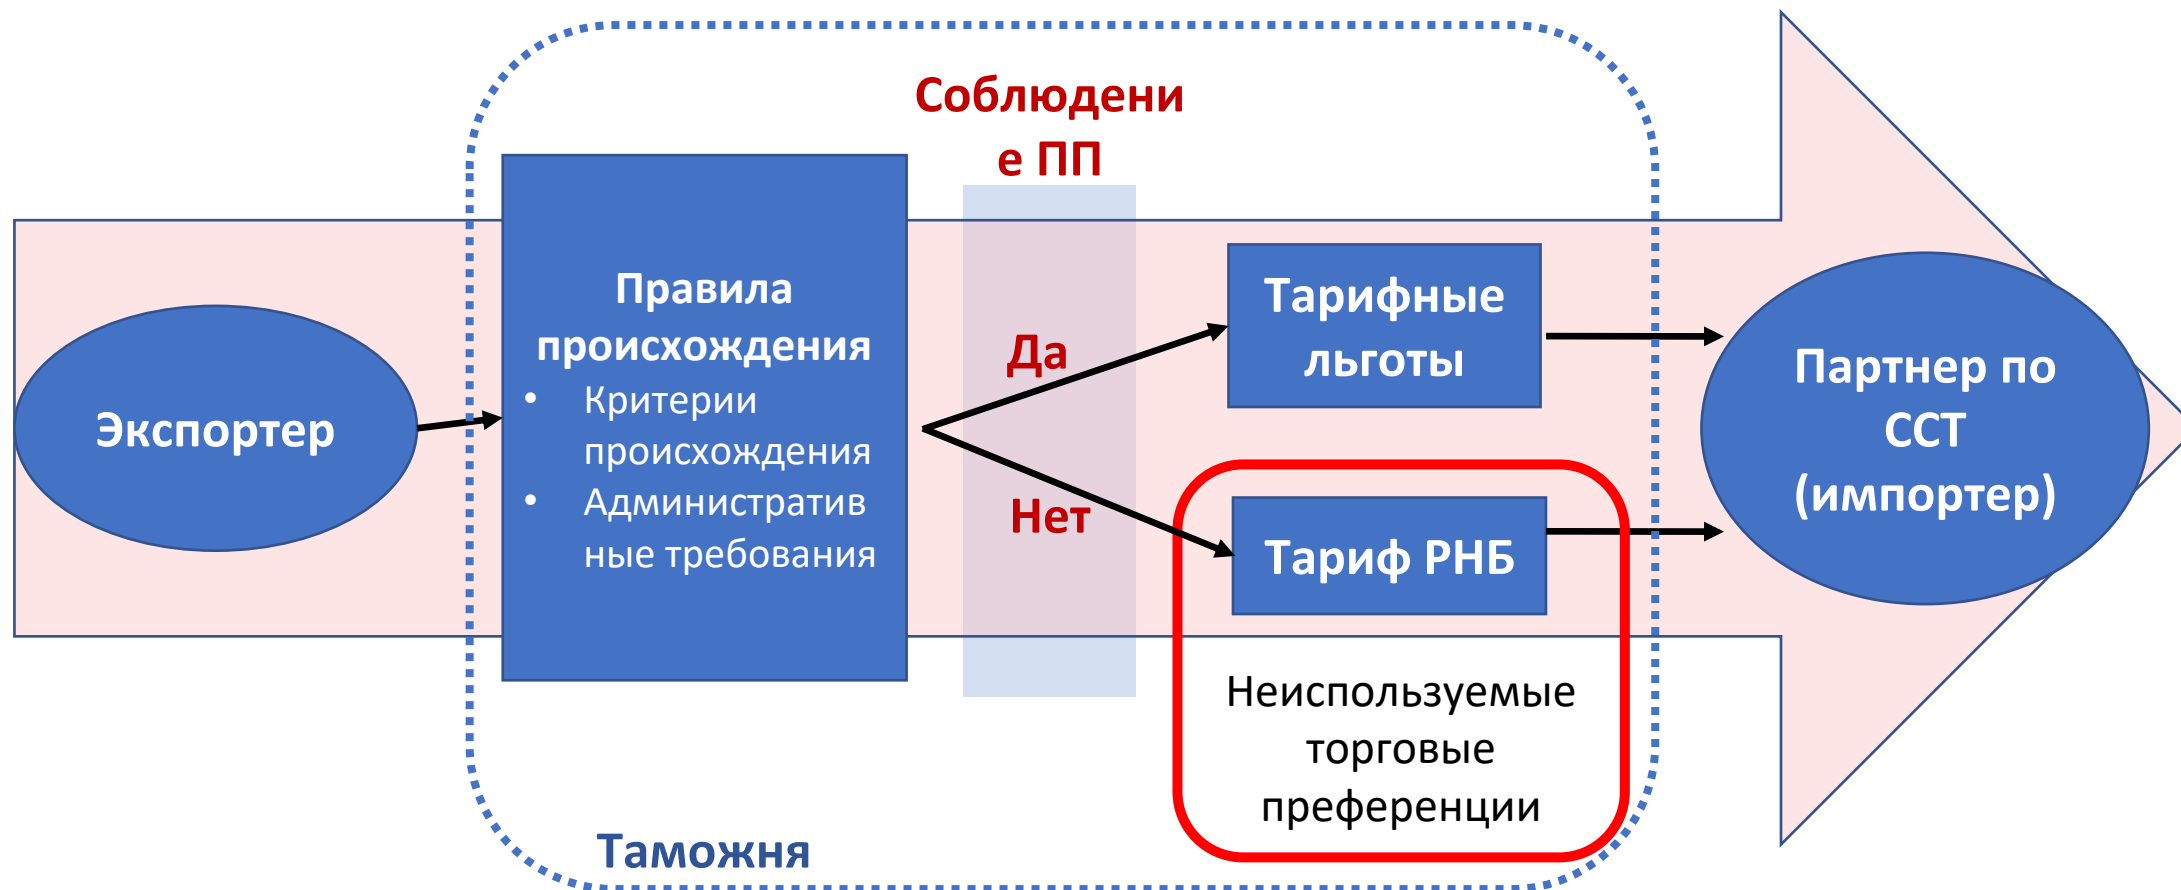 Соблюдени
е ПП
Экспортер
Правила
происхождения
• Критерии
происхождения
• Административ
ные требования
Да
Нет
Тарифные
льготы
Тариф РНБ
Неиспользуемые
торговые
преференции
Партнер по
ССТ
(импортер)
Таможня